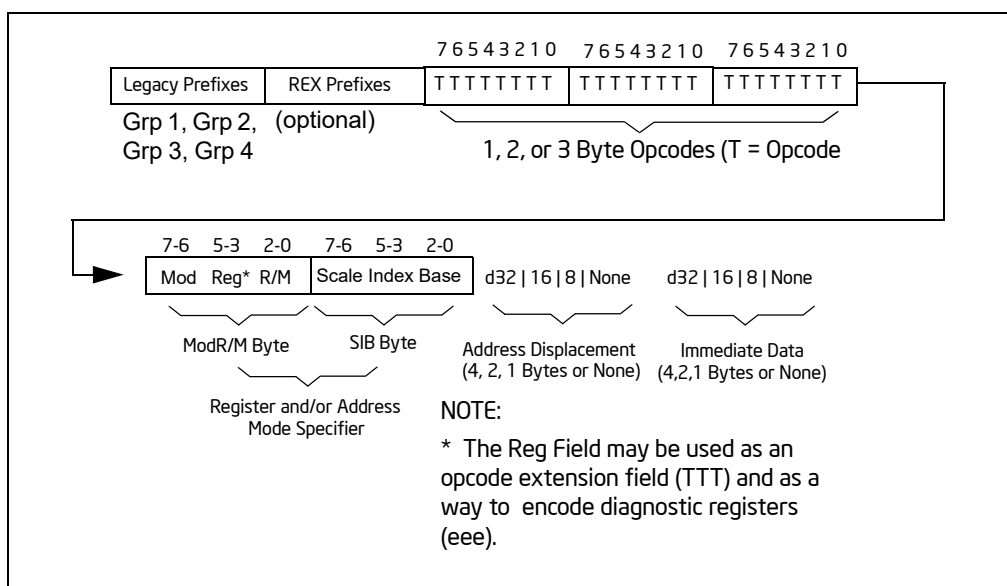 7 6 5 4 3 2 1 0 7 6 5 4 3 2 1 0 7 6 5 4 3 2 1 0
Legacy Prefixes REX Prefixes T T T T T T T T T T T T T T T T T T T T T T T T
Grp 1, Grp 2, (optional)
Grp 3, Grp 4
1, 2, or 3 Byte Opcodes (T = Opcode
7-6 5-3 2-0 7-6 5-3 2-0
Mod Reg* R/M Scale Index Base d32 | 16 | 8 | None d32 | 16 | 8 | None
ModR/M Byte SIB Byte Address Displacement Immediate Data
(4, 2, 1 Bytes or None) (4,2,1 Bytes or None)
Register and/or Address
Mode Specifier
NOTE:
* The Reg Field may be used as an
opcode extension field (TTT) and as a
way to encode diagnostic registers
(eee).